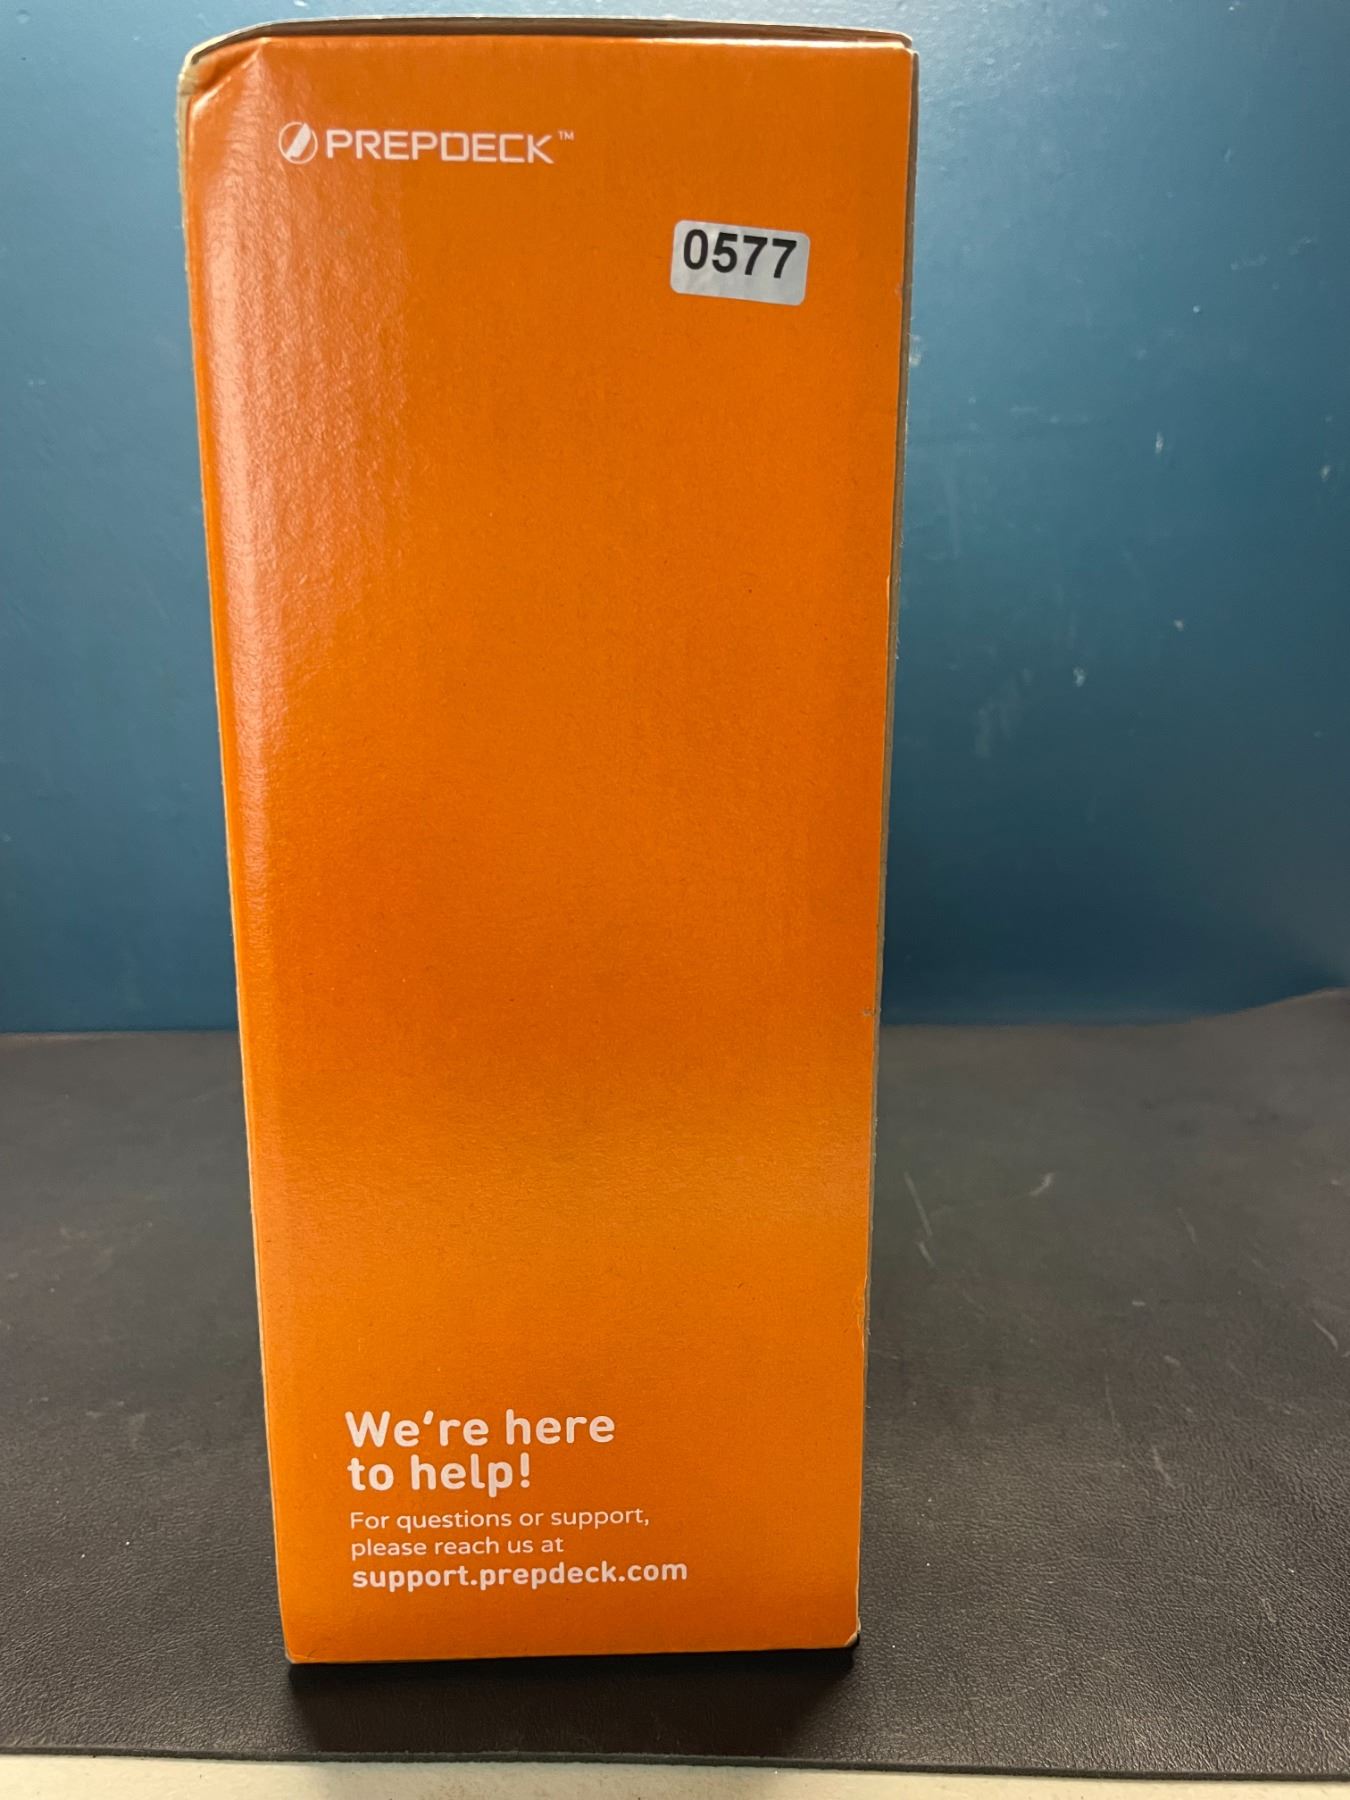 PREPDECK™
0577
We're here
to help!
For questions or support,
please reach us at
support.prepdeck.com